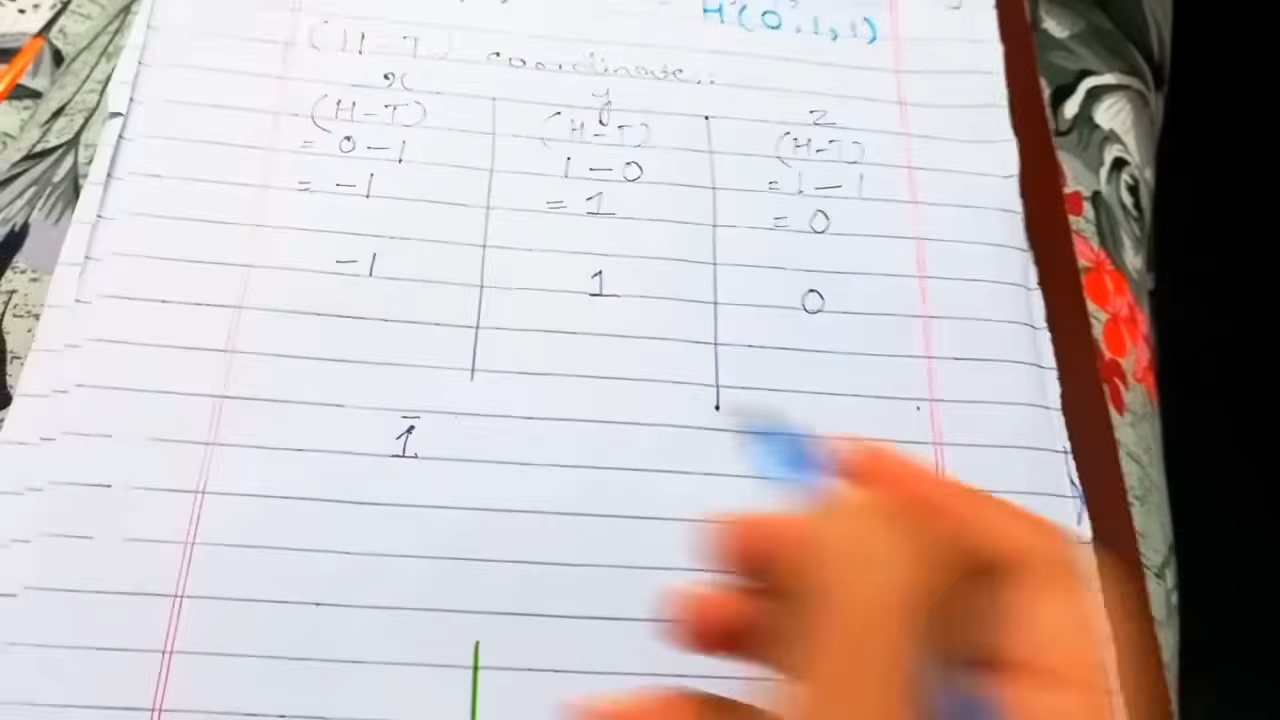 H(0,1,1)
(H-T) coordinate:
x y z
(H-T) (H-T) (H-T)
= 0-1 1-0 =1-1
= -1 = 1 = 0
-1 1 0
1̄